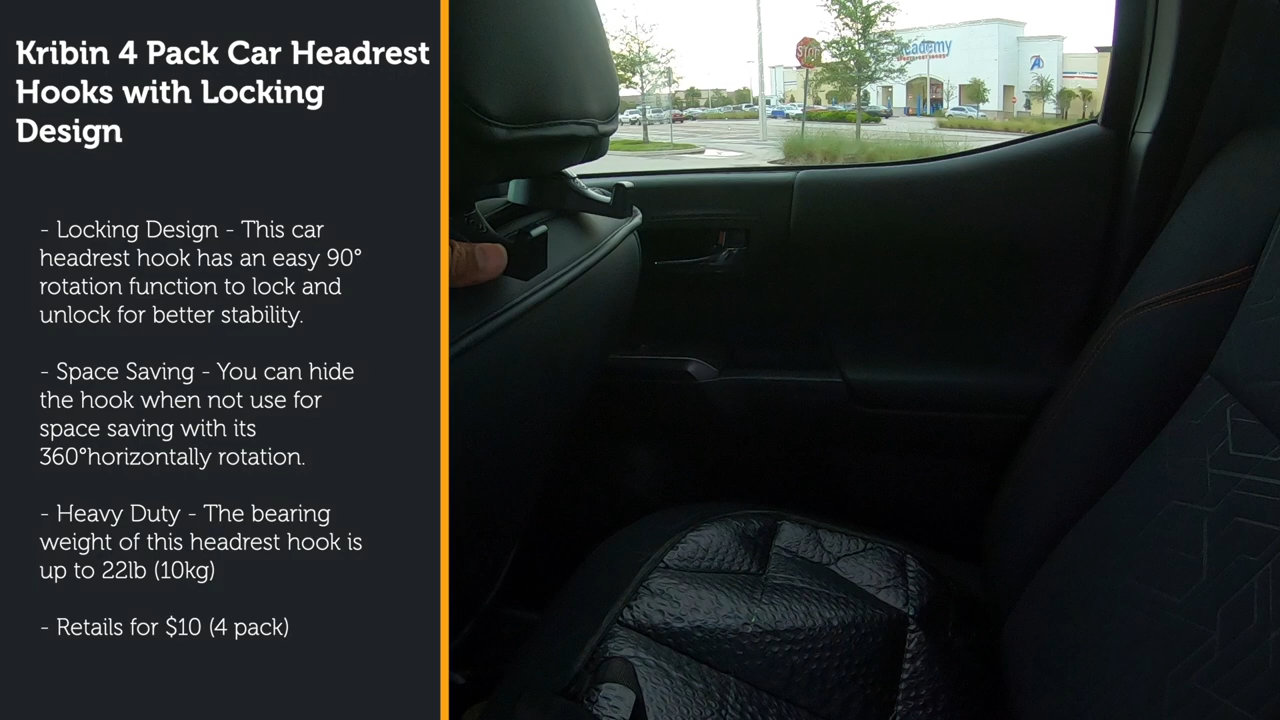 Kribin 4 Pack Car Headrest
Hooks with Locking
Design
- Locking Design - This car
headrest hook has an easy 90°
rotation function to lock and
unlock for better stability.
- Space Saving - You can hide
the hook when not use for
space saving with its
360°horizontally rotation.
- Heavy Duty - The bearing
weight of this headrest hook is
up to 22lb (10kg)
- Retails for $10 (4 pack)
STOP
Academy